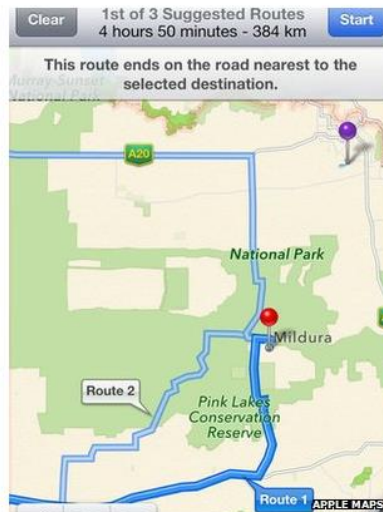 Clear
1st of 3 Suggested Routes
Start
4 hours 50 minutes - 384 km
This route ends on the road nearest to the
selected destination.
Murray-Sunset
National Park
A20
National Park
Mildura
Route 2
Pink Lakes
Conservation
Reserve
Route 1
APPLE MAPS